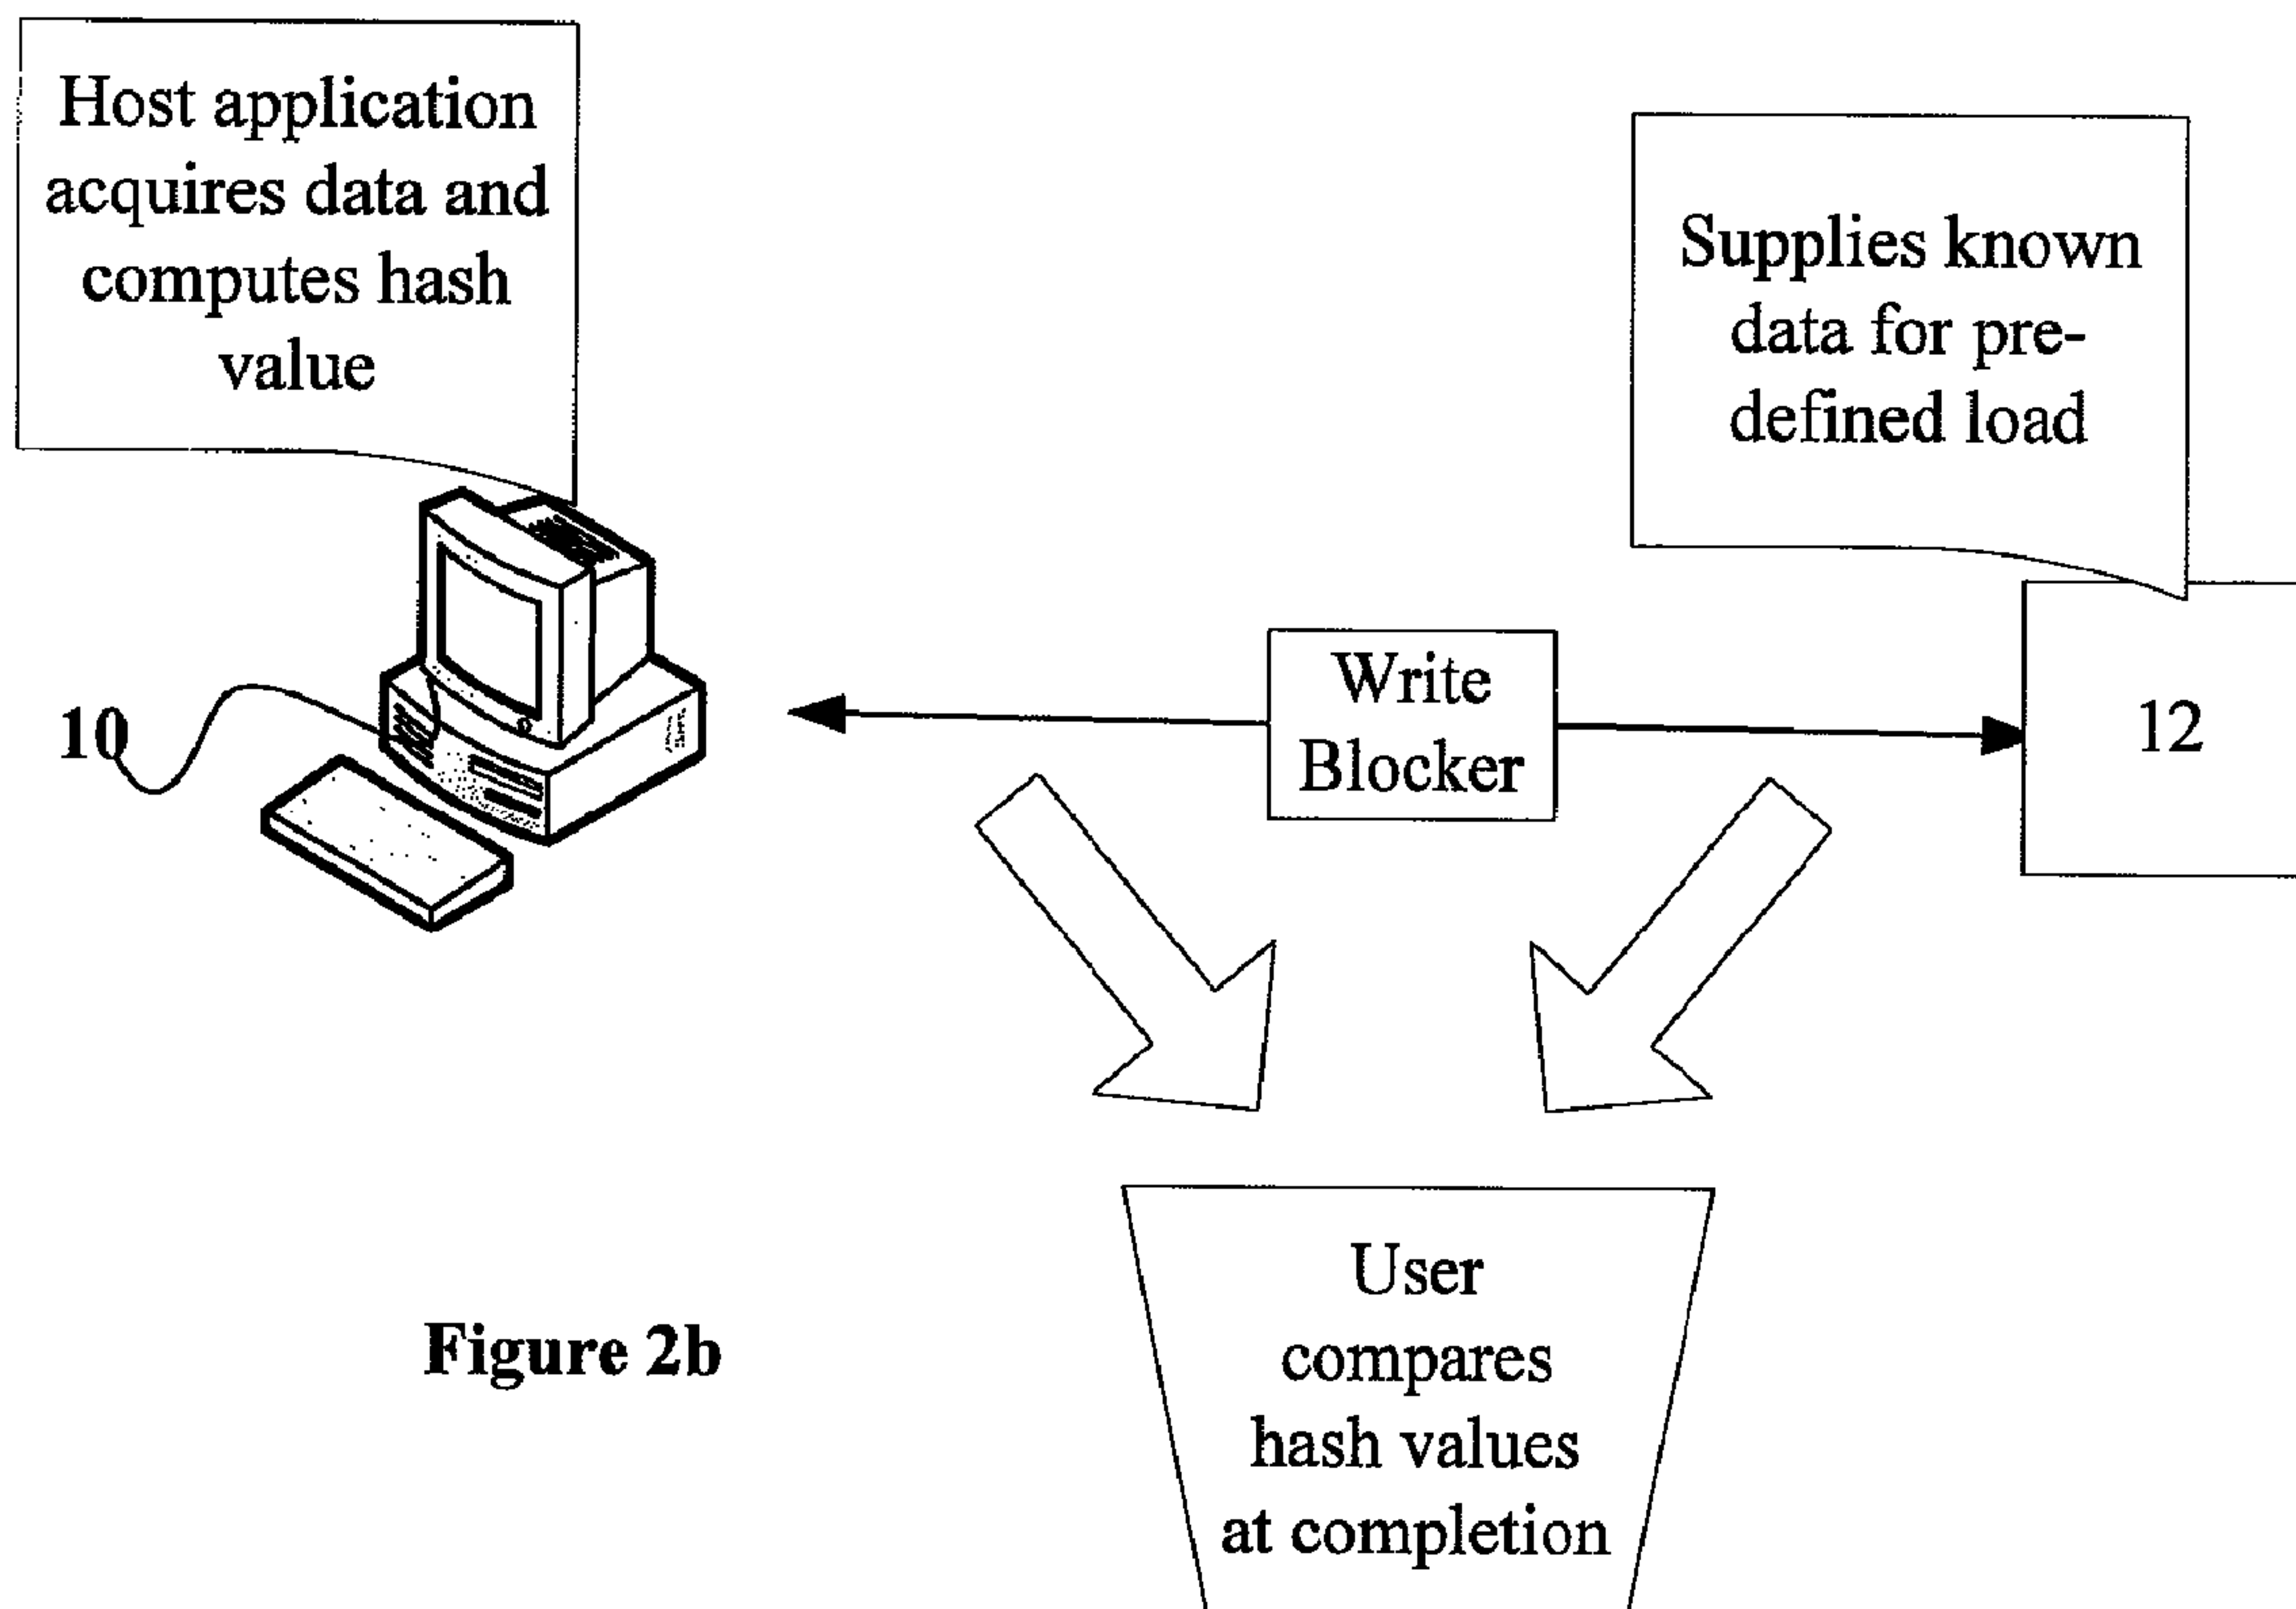 Host application
acquires data and
computes hash
value
Supplies known
data for pre-
defined load
Write
Blocker
10
12
User
compares
hash values
at completion
Figure 2b